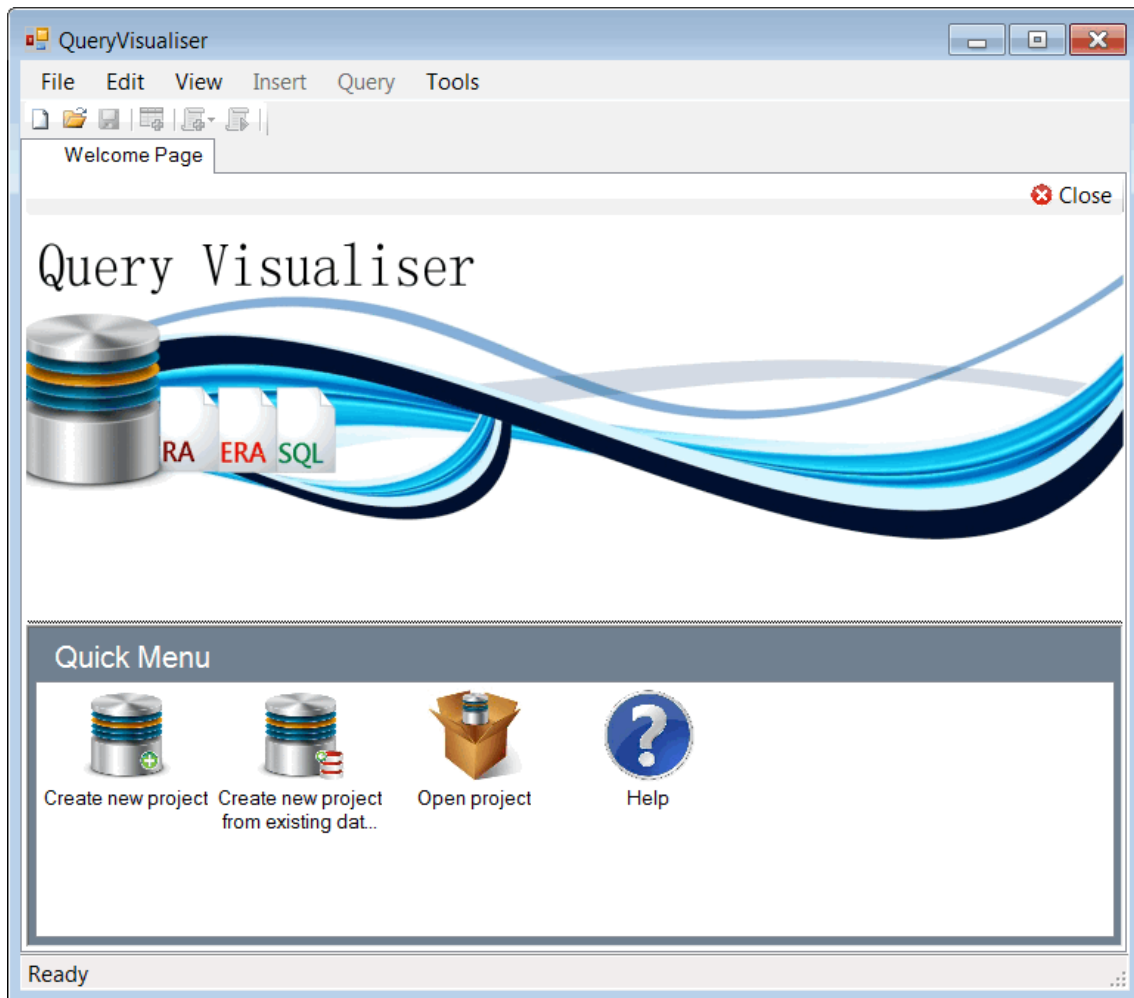 QueryVisualiser
File Edit View Insert Query Tools
Welcome Page
Close
Query Visualiser
RA ERA SQL
Quick Menu
Create new project Create new project Open project Help
from existing dat...
Ready